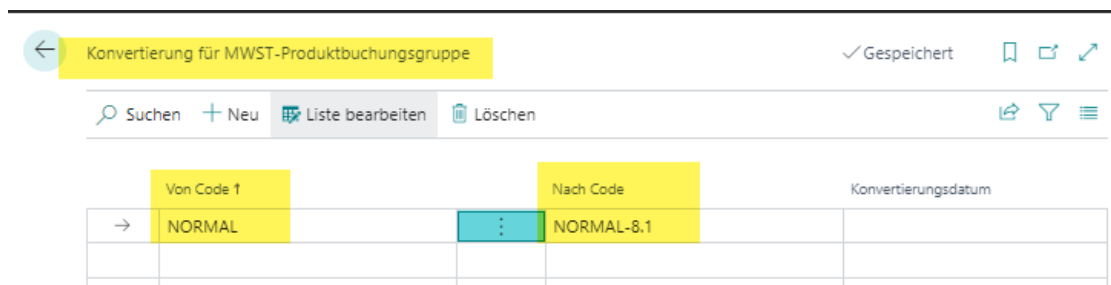 Konvertierung für MWST-Produktbuchungsgruppe
Gespeichert
Suchen Neu Liste bearbeiten Löschen
Von Code ↑ Nach Code Konvertierungsdatum
NORMAL NORMAL-8.1